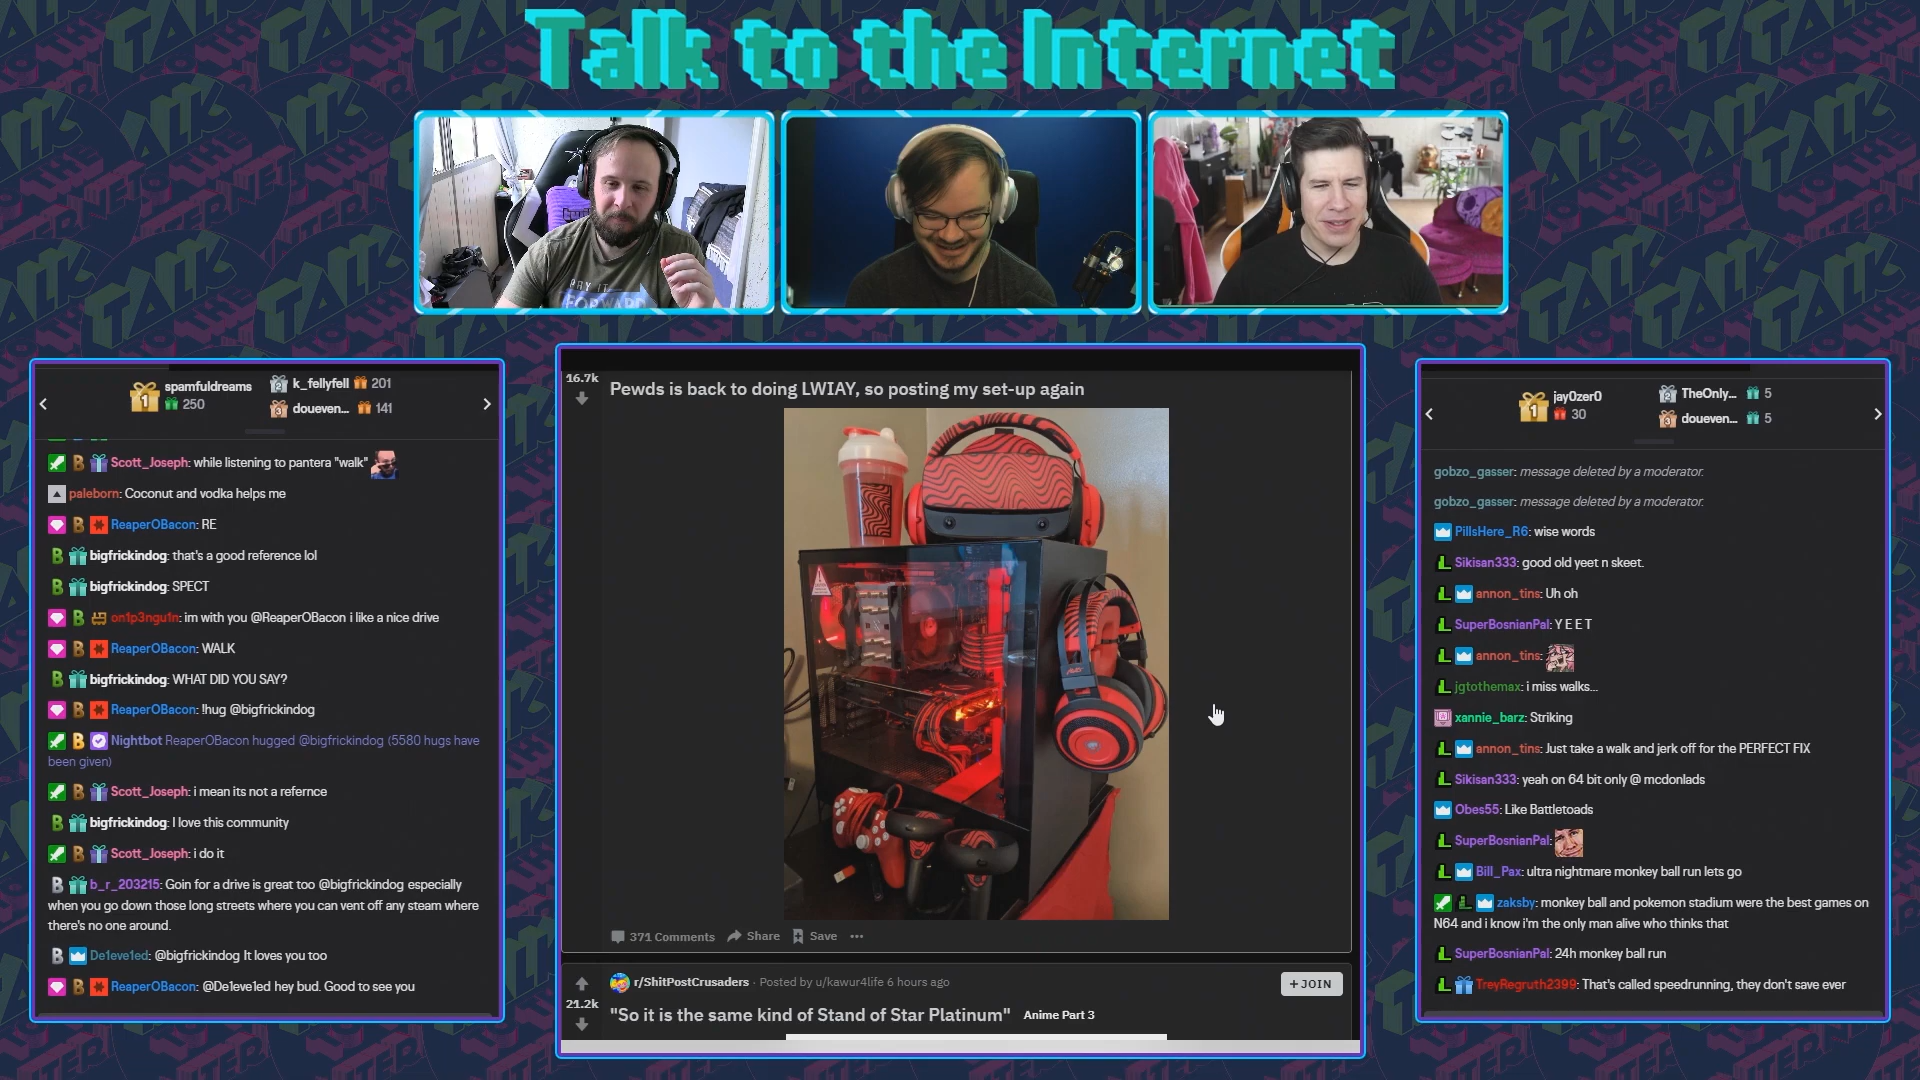 Talk to the Internet
PAY IT
FORWARD
spamfuldreams
250
k_fellyfell 201
doueven... 141
Scott_Joseph: while listening to pantera "walk"
paleborn: Coconut and vodka helps me
ReaperOBacon: RE
bigfrickindog: that's a good reference lol
bigfrickindog: SPECT
on1p3ngu1n: im with you @ReaperOBacon i like a nice drive
ReaperOBacon: WALK
bigfrickindog: WHAT DID YOU SAY?
ReaperOBacon: !hug @bigfrickindog
Nightbot ReaperOBacon hugged @bigfrickindog (5580 hugs have
been given)
Scott_Joseph: i mean its not a refernce
bigfrickindog: I love this community
Scott_Joseph: i do it
b_r_203215: Goin for a drive is great too @bigfrickindog especially
when you go down those long streets where you can vent off any steam where
there's no one around.
De1eve1ed: @bigfrickindog It loves you too
ReaperOBacon: @De1eve1ed hey bud. Good to see you
16.7k
Pewds is back to doing LWIAY, so posting my set-up again
371 Comments Share Save
r/ShitPostCrusaders · Posted by u/kawur4life 6 hours ago
+ JOIN
21.2k
"So it is the same kind of Stand of Star Platinum" Anime Part 3
jay0zer0
30
TheOnly... 5
doueven... 5
gobzo_gasser: message deleted by a moderator.
gobzo_gasser: message deleted by a moderator.
PillsHere_R6: wise words
Sikisan333: good old yeet n skeet.
annon_tins: Uh oh
SuperBosnianPal: Y E E T
annon_tins:
jgtothemax: i miss walks...
xannie_barz: Striking
annon_tins: Just take a walk and jerk off for the PERFECT FIX
Sikisan333: yeah on 64 bit only @ mcdonlads
Obes55: Like Battletoads
SuperBosnianPal:
Bill_Pax: ultra nightmare monkey ball run lets go
zaksby: monkey ball and pokemon stadium were the best games on
N64 and i know i'm the only man alive who thinks that
SuperBosnianPal: 24h monkey ball run
TreyRegruth2399: That's called speedrunning, they don't save ever